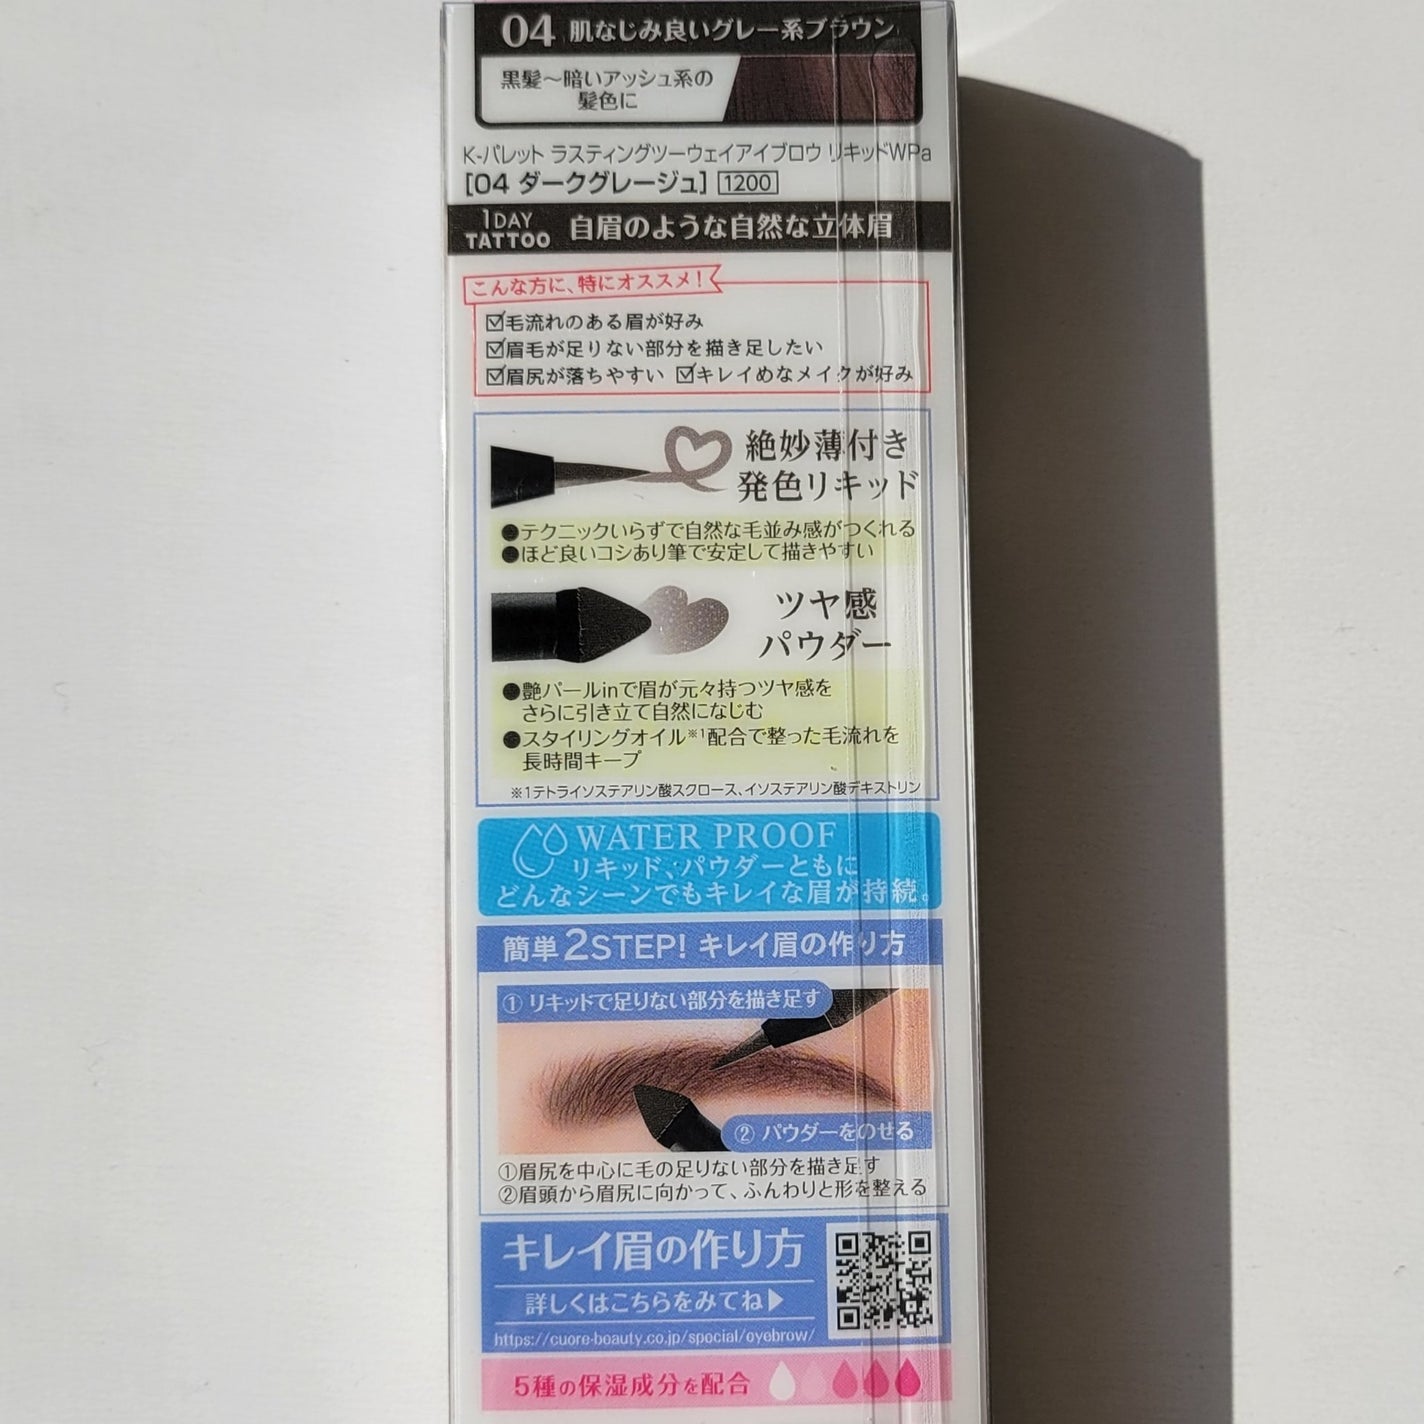 04 肌なじみ良いグレー系ブラウン
黒髪～暗いアッシュ系の
髪色に
K-パレット ラスティングツーウェイアイブロウ リキッドWPa
[04 ダークグレージュ] 1200
1DAY
TATTOO
自眉のような自然な立体眉
こんな方に、特にオススメ!
☑毛流れのある眉が好み
☑眉毛が足りない部分を描き足したい
☑眉尻が落ちやすい ☑キレイめなメイクが好み
絶妙薄付き
発色リキッド
●テクニックいらずで自然な毛並み感がつくれる
●ほど良いコシあり筆で安定して描きやすい
ツヤ感
パウダー
●艶パールinで眉が元々持つツヤ感を
さらに引き立て自然になじむ
●スタイリングオイル※1配合で整った毛流れを
長時間キープ
※1テトライソステアリン酸スクロース、イソステアリン酸デキストリン
WATER PROOF
リキッド、パウダーともに
どんなシーンでもキレイな眉が持続。
簡単2STEP! キレイ眉の作り方
① リキッドで足りない部分を描き足す
② パウダーをのせる
①眉尻を中心に毛の足りない部分を描き足す
②眉頭から眉尻に向かって、ふんわりと形を整える
キレイ眉の作り方
詳しくはこちらをみてね▶
https://cuore-beauty.co.jp/special/eyebrow/
5種の保湿成分を配合